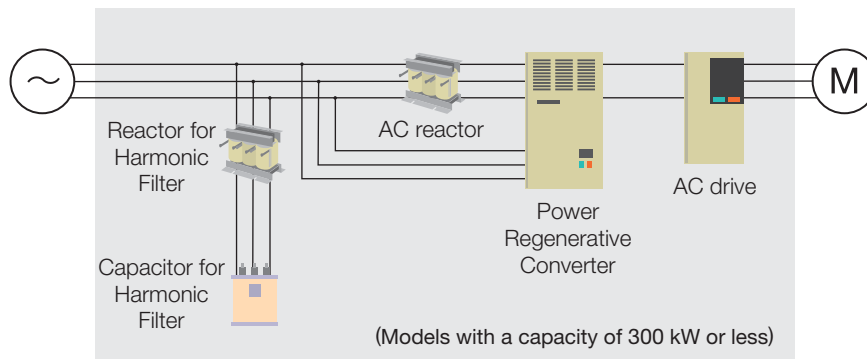 AC reactor
M
Reactor for
Harmonic
Filter
AC drive
Power
Regenerative
Converter
Capacitor for
Harmonic
Filter
(Models with a capacity of 300 kW or less)